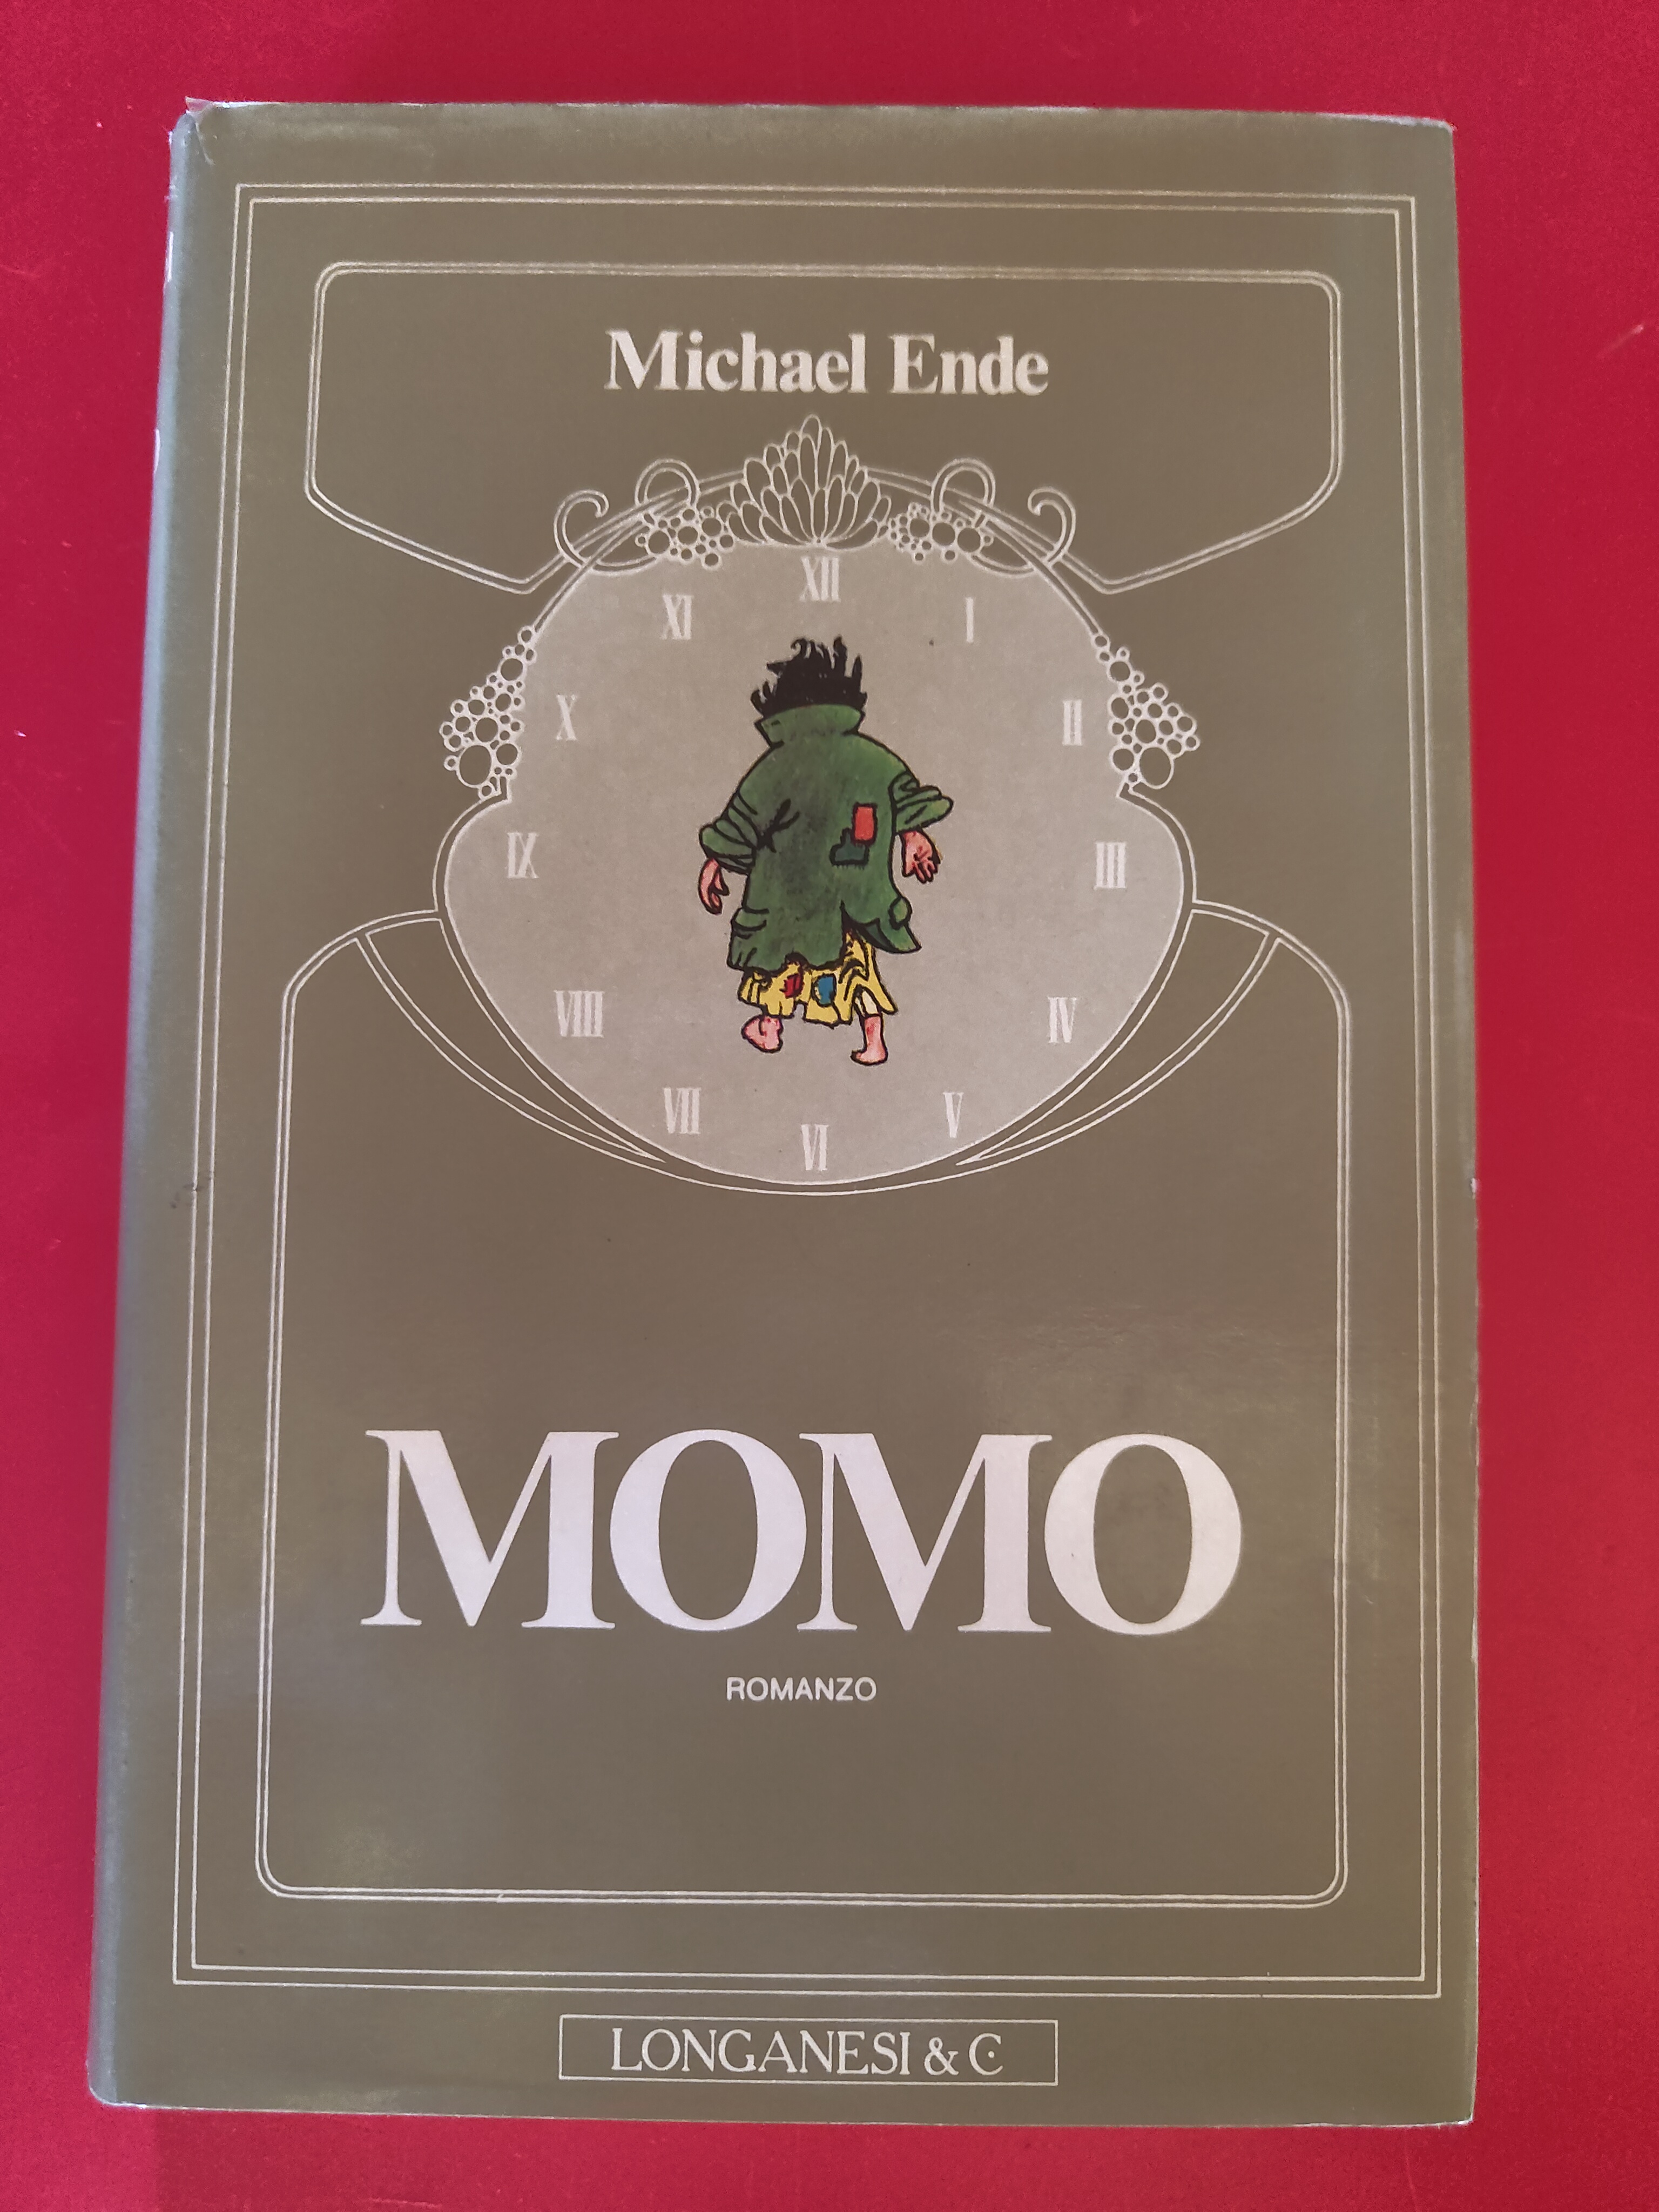 Michael Ende
XII
XI
I
X
II
IX
III
VIII
IV
VII
V
VI
MOMO
ROMANZO
LONGANESI & C.